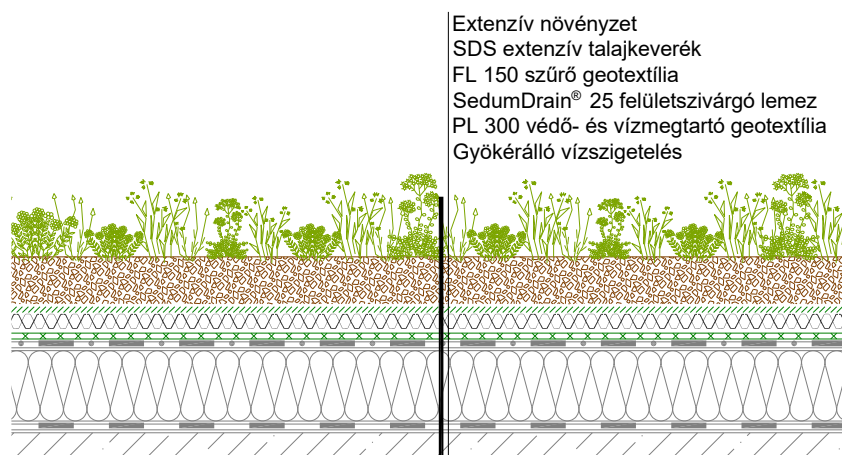 Extenzív növényzet
SDS extenzív talajkeverék
FL 150 szűrő geotextília
SedumDrain® 25 felületszivárgó lemez
PL 300 védő- és vízmegtartó geotextília
Gyökérálló vízszigetelés